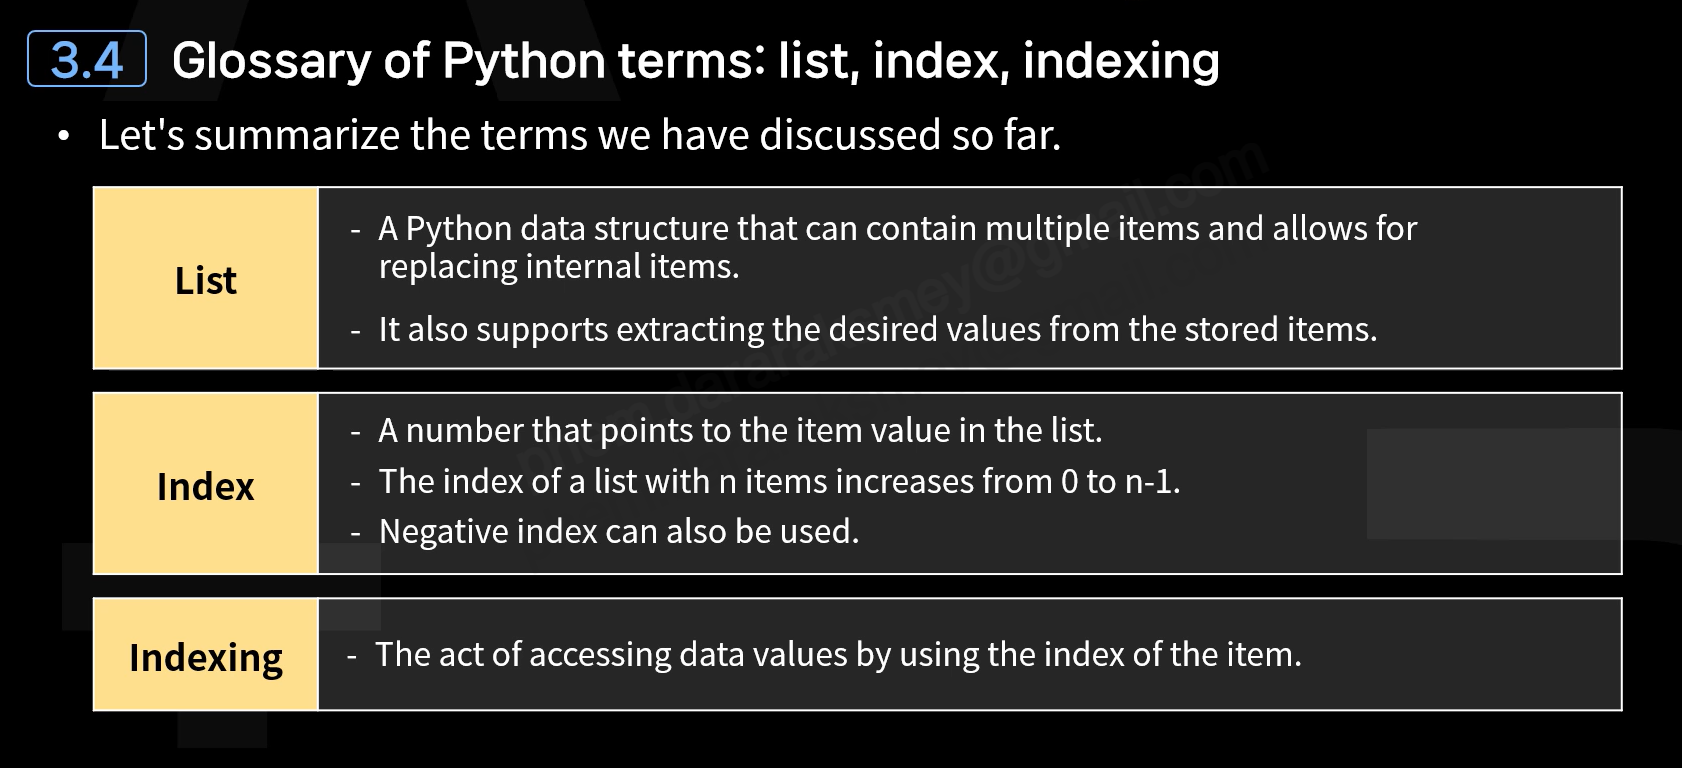 3.4 Glossary of Python terms: list, index, indexing
• Let's summarize the terms we have discussed so far.
List
- A Python data structure that can contain multiple items and allows for
replacing internal items.
- It also supports extracting the desired values from the stored items.
Index
- A number that points to the item value in the list.
- The index of a list with n items increases from 0 to n-1.
- Negative index can also be used.
Indexing
- The act of accessing data values by using the index of the item.